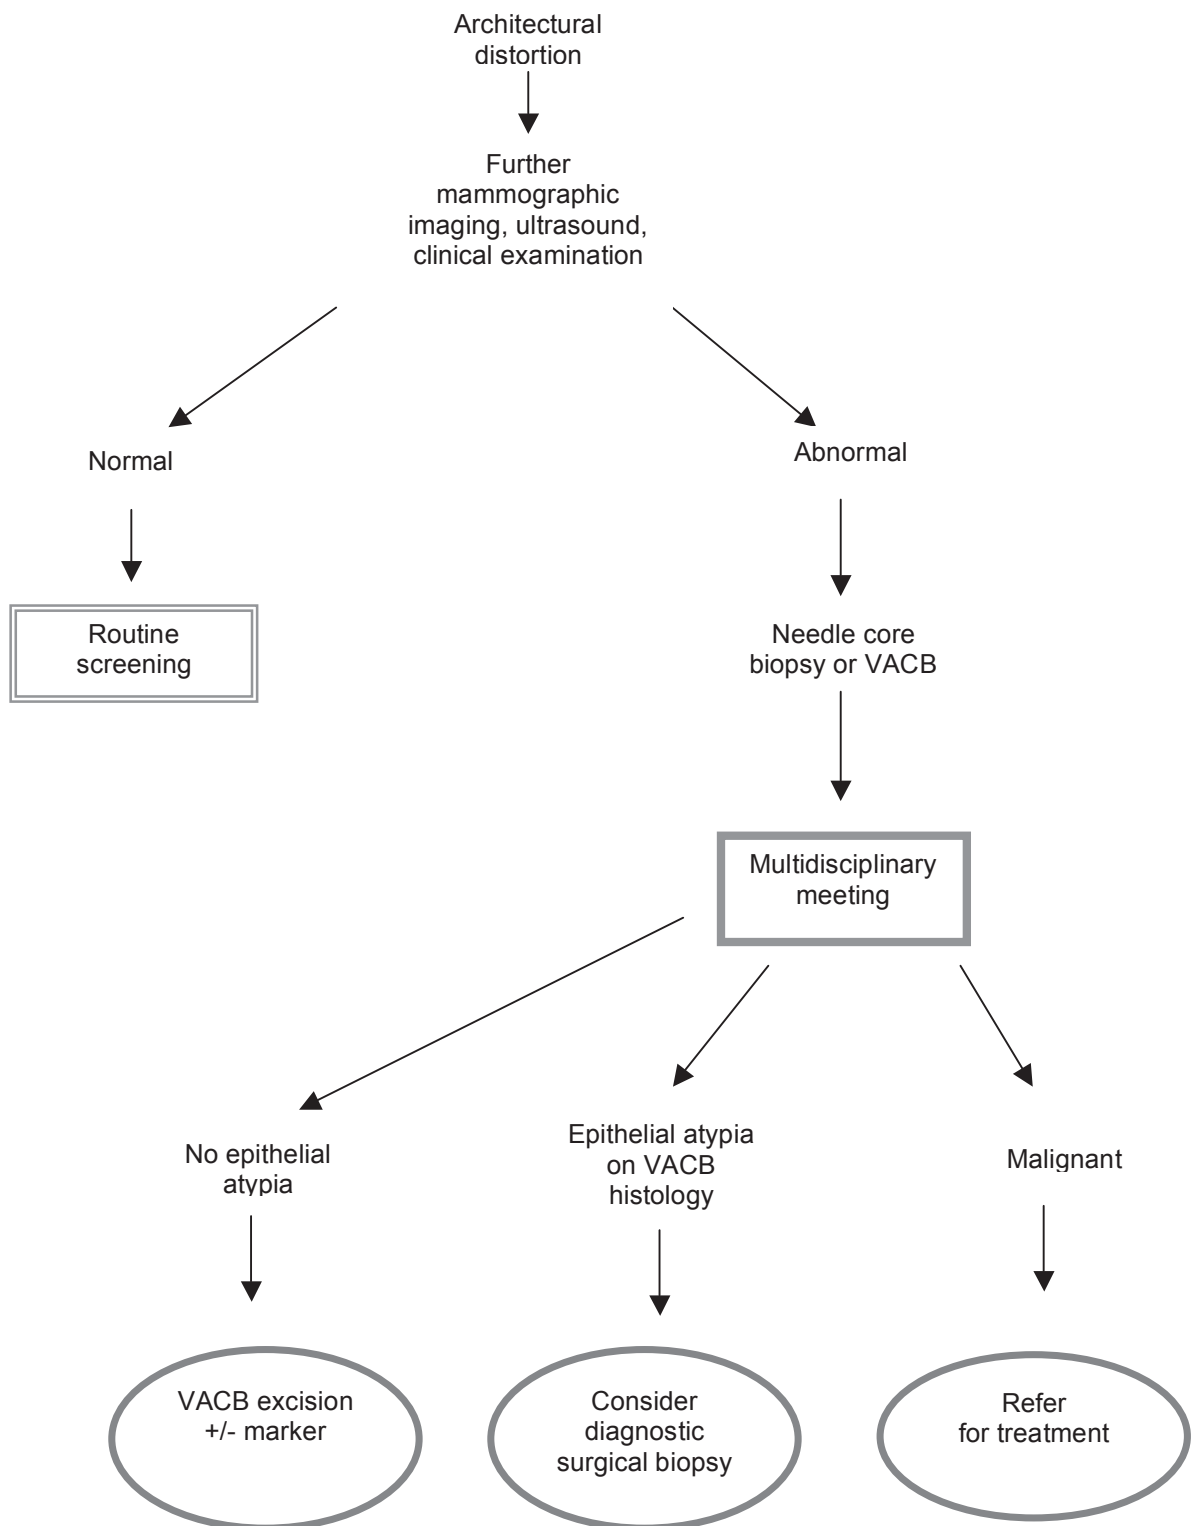 Architectural
distortion
Further
mammographic
imaging, ultrasound,
clinical examination
Normal
Abnormal
Routine
screening
Needle core
biopsy or VACB
Multidisciplinary
meeting
No epithelial
atypia
Epithelial atypia
on VACB
histology
Malignant
VACB excision
+/- marker
Consider
diagnostic
surgical biopsy
Refer
for treatment